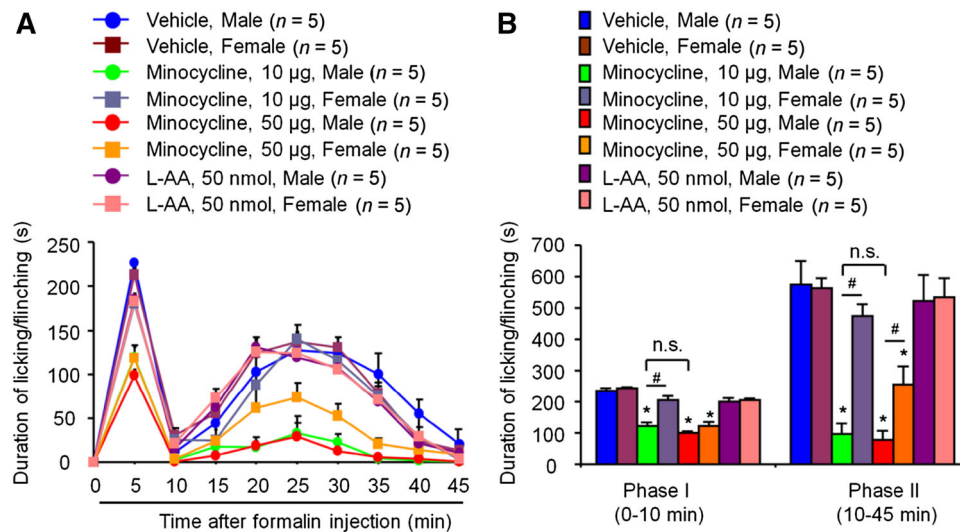 A
Vehicle, Male (n = 5)
Vehicle, Female (n = 5)
Minocycline, 10 µg, Male (n = 5)
Minocycline, 10 µg, Female (n = 5)
Minocycline, 50 µg, Male (n = 5)
Minocycline, 50 µg, Female (n = 5)
L-AA, 50 nmol, Male (n = 5)
L-AA, 50 nmol, Female (n = 5)
Duration of licking/flinching (s)
250
200
150
100
50
0
0 5 10 15 20 25 30 35 40 45
Time after formalin injection (min)
B
Vehicle, Male (n = 5)
Vehicle, Female (n = 5)
Minocycline, 10 µg, Male (n = 5)
Minocycline, 10 µg, Female (n = 5)
Minocycline, 50 µg, Male (n = 5)
Minocycline, 50 µg, Female (n = 5)
L-AA, 50 nmol, Male (n = 5)
L-AA, 50 nmol, Female (n = 5)
Duration of licking/flinching (s)
700
600
500
400
300
200
100
0
n.s.
#
* * *
n.s.
#
#
* * *
Phase I
(0-10 min)
Phase II
(10-45 min)